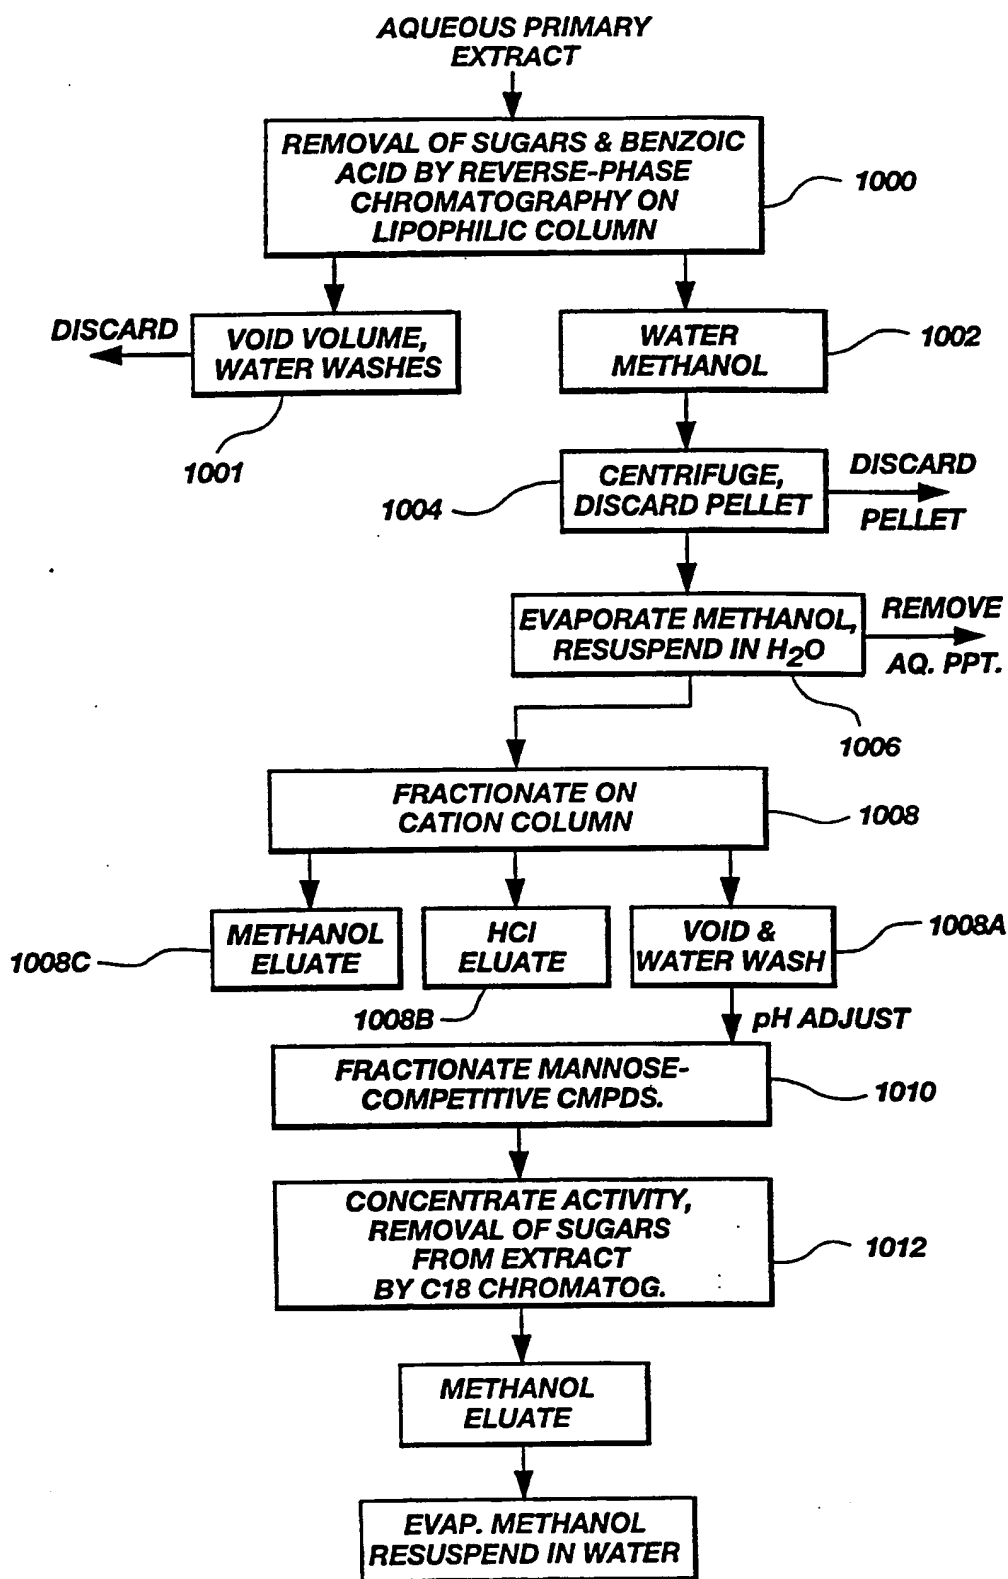 AQUEOUS PRIMARY
EXTRACT
REMOVAL OF SUGARS & BENZOIC
ACID BY REVERSE-PHASE
CHROMATOGRAPHY ON
LIPOPHILIC COLUMN
1000
DISCARD
VOID VOLUME,
WATER WASHES
1001
WATER
METHANOL
1002
CENTRIFUGE,
DISCARD PELLET
1004
DISCARD
PELLET
EVAPORATE METHANOL,
RESUSPEND IN H2O
REMOVE
AQ. PPT.
1006
FRACTIONATE ON
CATION COLUMN
1008
METHANOL
ELUATE
1008C
HCl
ELUATE
1008B
VOID &
WATER WASH
1008A
pH ADJUST
FRACTIONATE MANNOSE-
COMPETITIVE CMPDS.
1010
CONCENTRATE ACTIVITY,
REMOVAL OF SUGARS
FROM EXTRACT
BY C18 CHROMATOG.
1012
METHANOL
ELUATE
EVAP. METHANOL
RESUSPEND IN WATER